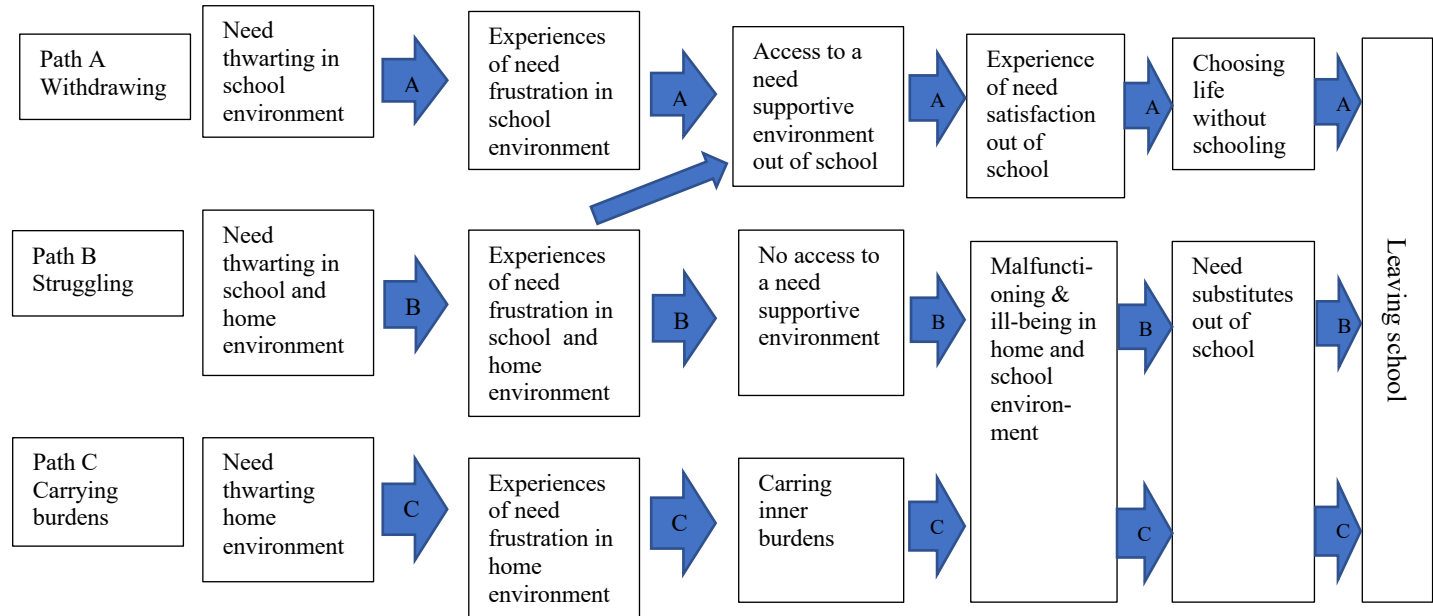 Path A
Withdrawing
Need
thwarting in
school
environment
A
Experiences
of need
frustration in
school
environment
A
Access to a
need
supportive
environment
out of school
A
Experience
of need
satisfaction
out of
school
A
Choosing
life
without
schooling
A
Leaving school
Path B
Struggling
Need
thwarting in
school and
home
environment
B
Experiences
of need
frustration in
school and
home
environment
B
No access to
a need
supportive
environment
B
Malfuncti-
oning &
ill-being in
home and
school
environ-
ment
B
Need
substitutes
out of
school
B
Path C
Carrying
burdens
Need
thwarting
home
environment
C
Experiences
of need
frustration in
home
environment
C
Carring
inner
burdens
C
C
C